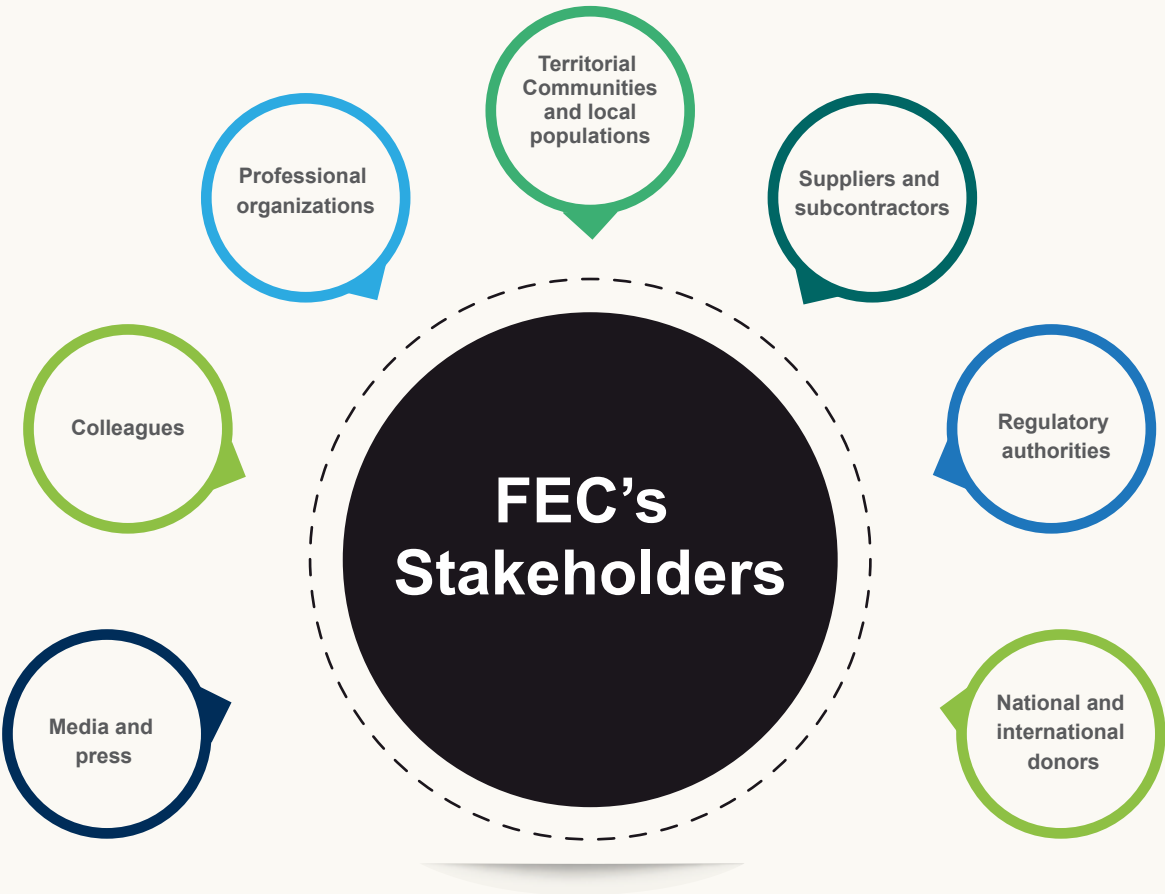 Territorial
Communities
and local
populations
Professional
organizations
Suppliers and
subcontractors
Colleagues
Regulatory
authorities
FEC’s
Stakeholders
Media and
press
National and
international
donors